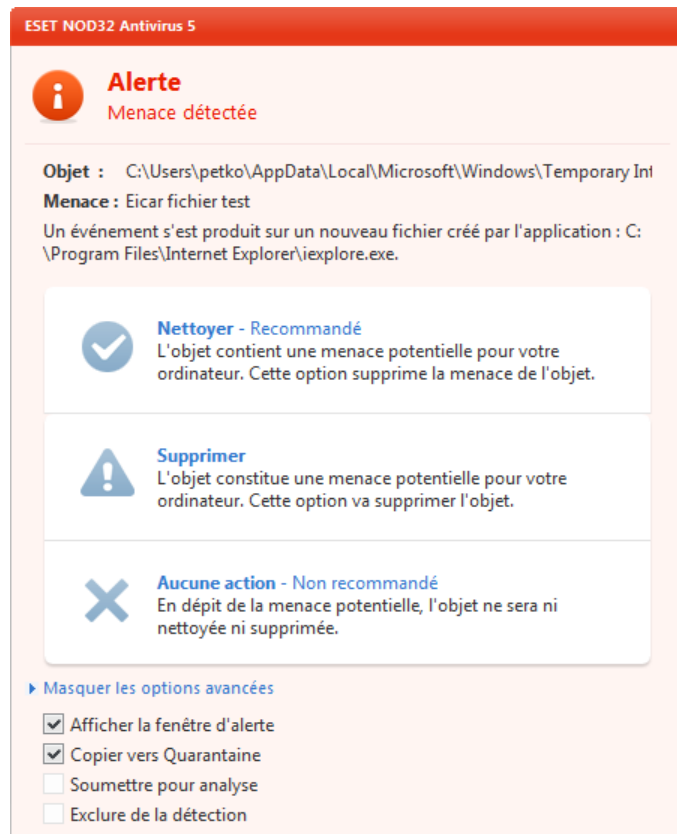 ESET NOD32 Antivirus 5
Alerte
Menace détectée
Objet : C:\Users\petko\AppData\Local\Microsoft\Windows\Temporary Int
Menace : Eicar fichier test
Un événement s'est produit sur un nouveau fichier créé par l'application : C:
\Program Files\Internet Explorer\iexplore.exe.
Nettoyer - Recommandé
L'objet contient une menace potentielle pour votre
ordinateur. Cette option supprime la menace de l'objet.
Supprimer
L'objet constitue une menace potentielle pour votre
ordinateur. Cette option va supprimer l'objet.
Aucune action - Non recommandé
En dépit de la menace potentielle, l'objet ne sera ni
nettoyée ni supprimée.
Masquer les options avancées
Afficher la fenêtre d'alerte
Copier vers Quarantaine
Soumettre pour analyse
Exclure de la détection